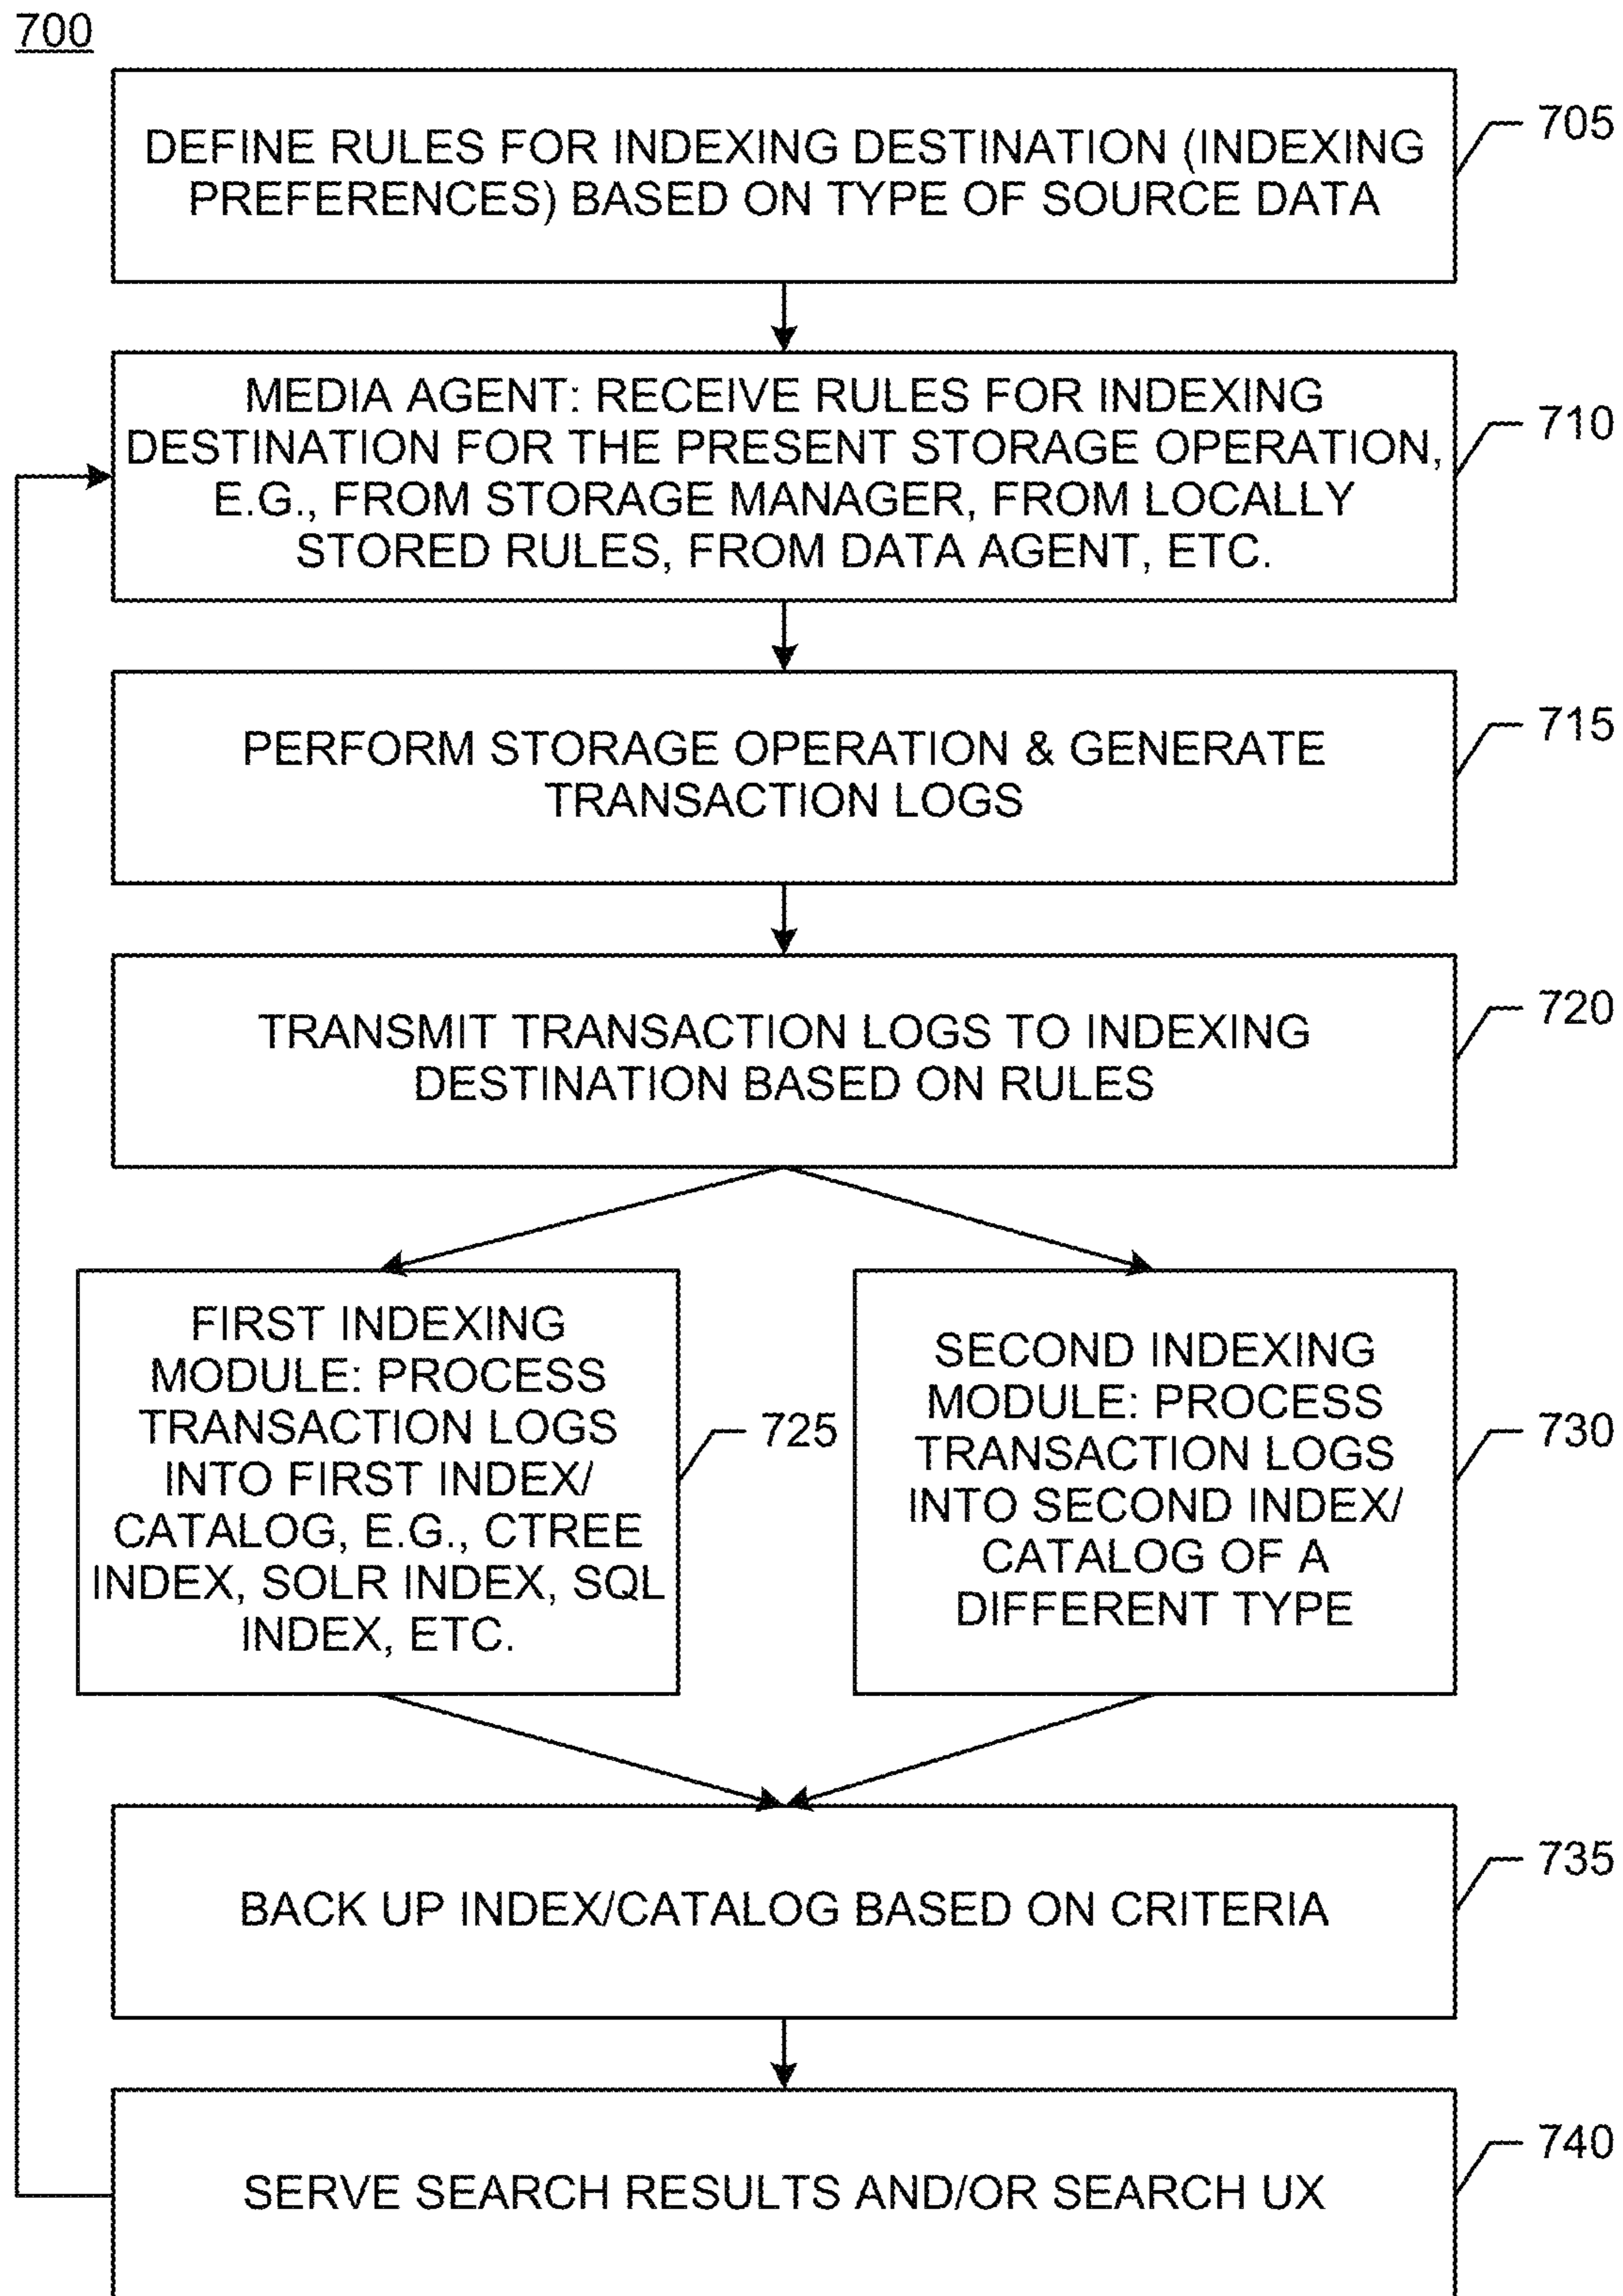 700
DEFINE RULES FOR INDEXING DESTINATION (INDEXING
PREFERENCES) BASED ON TYPE OF SOURCE DATA
705
MEDIA AGENT: RECEIVE RULES FOR INDEXING
DESTINATION FOR THE PRESENT STORAGE OPERATION,
E.G., FROM STORAGE MANAGER, FROM LOCALLY
STORED RULES, FROM DATA AGENT, ETC.
710
PERFORM STORAGE OPERATION & GENERATE
TRANSACTION LOGS
715
TRANSMIT TRANSACTION LOGS TO INDEXING
DESTINATION BASED ON RULES
720
FIRST INDEXING
MODULE: PROCESS
TRANSACTION LOGS
INTO FIRST INDEX/
CATALOG, E.G., CTREE
INDEX, SOLR INDEX, SQL
INDEX, ETC.
725
SECOND INDEXING
MODULE: PROCESS
TRANSACTION LOGS
INTO SECOND INDEX/
CATALOG OF A
DIFFERENT TYPE
730
BACK UP INDEX/CATALOG BASED ON CRITERIA
735
SERVE SEARCH RESULTS AND/OR SEARCH UX
740